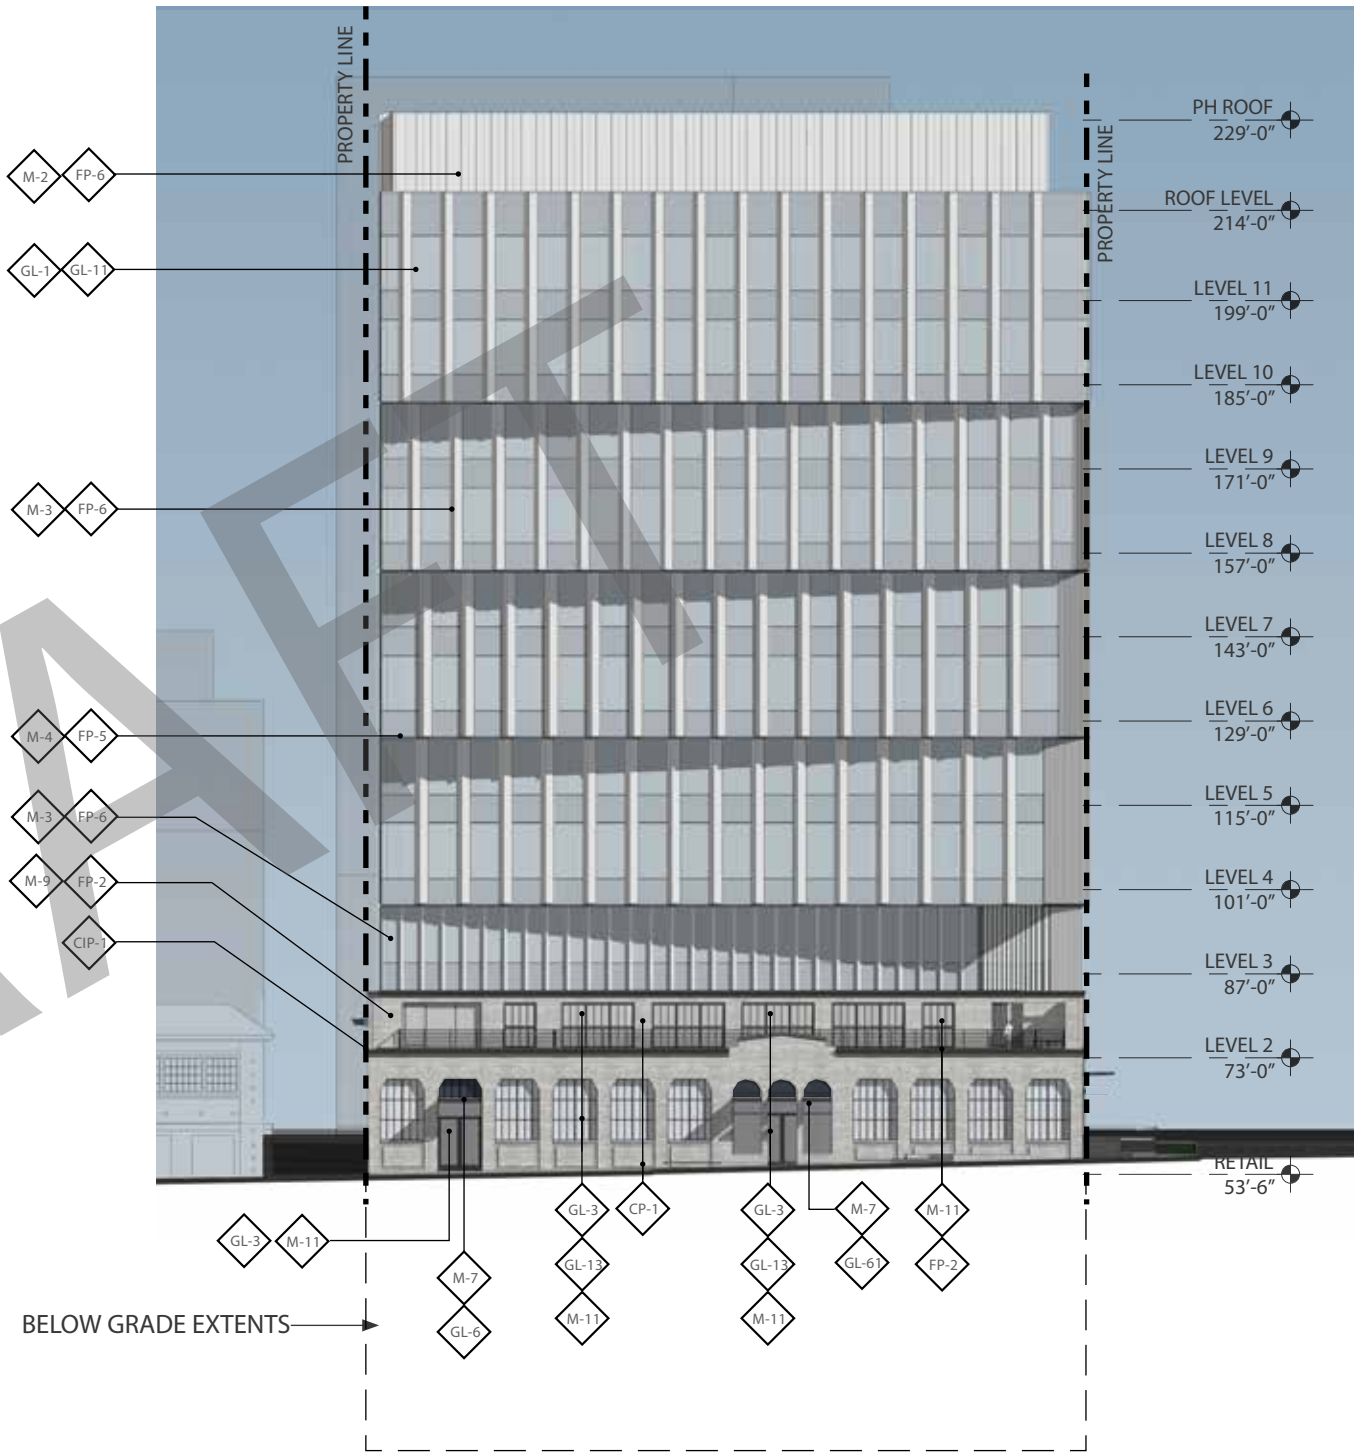 PROPERTY LINE
PROPERTY LINE
PH ROOF
229'-0"
ROOF LEVEL
214'-0"
LEVEL 11
199'-0"
LEVEL 10
185'-0"
LEVEL 9
171'-0"
LEVEL 8
157'-0"
LEVEL 7
143'-0"
LEVEL 6
129'-0"
LEVEL 5
115'-0"
LEVEL 4
101'-0"
LEVEL 3
87'-0"
LEVEL 2
73'-0"
RETAIL
53'-6"
M-2 FP-6
GL-1 GL-11
M-3 FP-6
M-4 FP-5
M-3 FP-6
M-9 FP-2
CIP-1
GL-3 M-11
M-7
GL-6
GL-3
GL-13
M-11
CP-1
GL-3
GL-13
M-11
M-7
GL-61
M-11
FP-2
BELOW GRADE EXTENTS